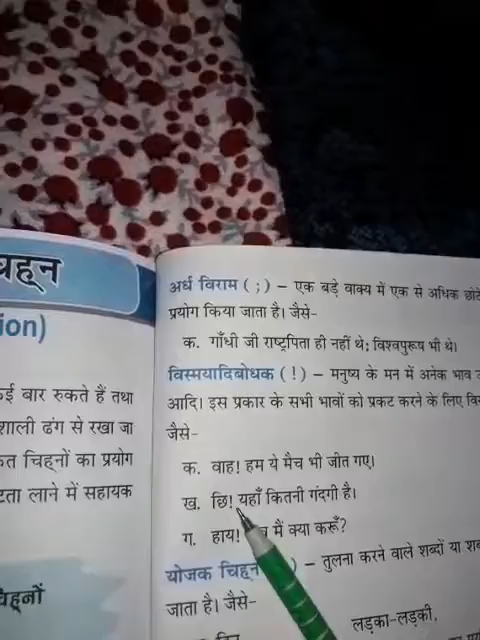 चिह्न
ion)
कई बार रुकते हैं तथा
शाली ढंग से रखा जा
चिह्नों का प्रयोग
लाने में सहायक
चिह्नों
अर्ध विराम ( ; ) – एक बड़े वाक्य में एक से अधिक छोटे
प्रयोग किया जाता है। जैसे-
क. गाँधी जी राष्ट्रपिता ही नहीं थे; विश्वपुरूष भी थे।
विस्मयादिबोधक ( ! ) – मनुष्य के मन में अनेक भाव
आदि। इस प्रकार के सभी भावों को प्रकट करने के लिए
जैसे-
क. वाह! हम ये मैच भी जीत गए।
ख. छि! यहाँ कितनी गंदगी है।
ग. हाय! मैं क्या करूँ?
योजक चिह्न ) – तुलना करने वाले शब्दों या
जाता है। जैसे-
लड़का-लड़की,